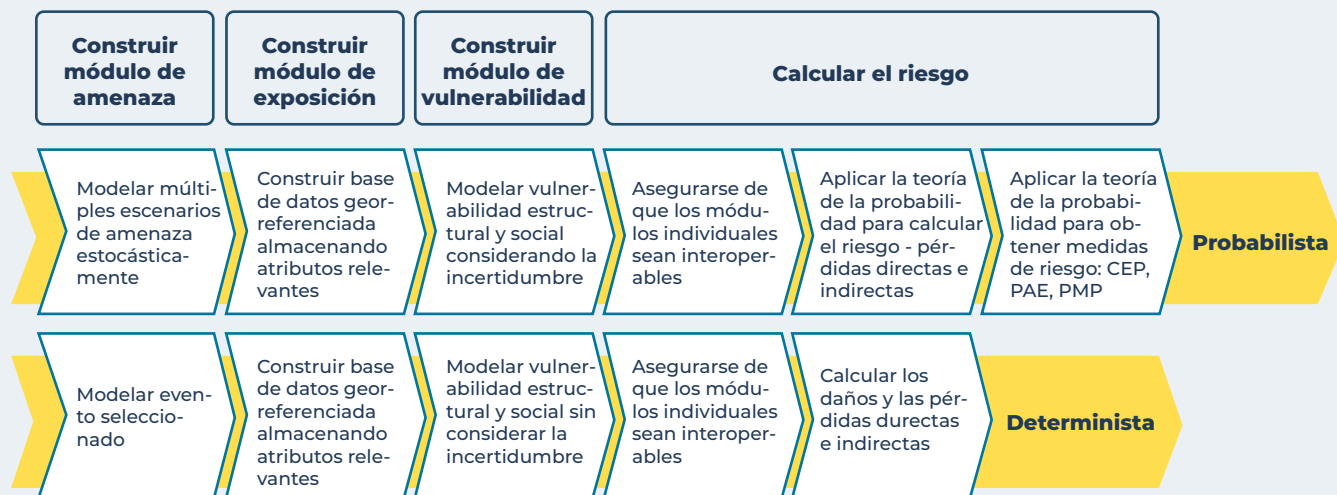 Construir
módulo de
amenaza
Construir
módulo de
exposición
Construir
módulo de
vulnerabilidad
Calcular el riesgo
Modelar múlti-
ples escenarios
de amenaza
estocástica-
mente
Construir base
de datos geor-
referenciada
almacenando
atributos rele-
vantes
Modelar vulner-
abilidad estruc-
tural y social
considerando la
incertidumbre
Asegurarse de
que los módu-
los individuales
sean interoper-
ables
Aplicar la teoría
de la probabili-
dad para calcular
el riesgo - pér-
didas directas e
indirectas
Aplicar la teoría
de la probabi-
lidad para ob-
tener medidas
de riesgo: CEP,
PAE, PMP
Probabilista
Modelar even-
to seleccio-
nado
Construir base
de datos geor-
referenciada
almacenando
atributos rele-
vantes
Modelar vulner-
abilidad estruc-
tural y social sin
considerar la
incertidumbre
Asegurarse de
que los módu-
los individuales
sean interoper-
ables
Calcular los
daños y las pér-
didas durectas
e indirectas
Determinista